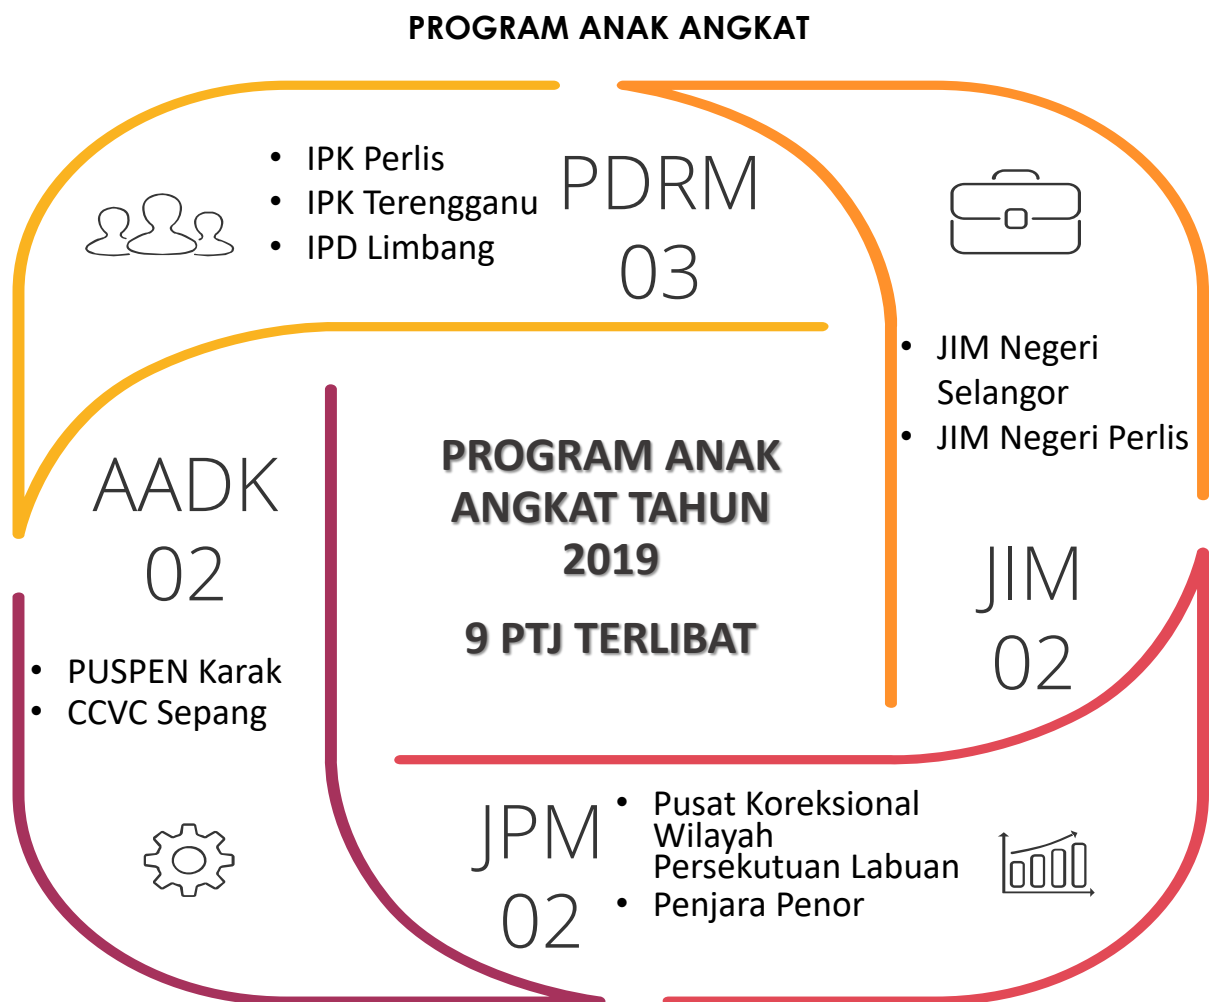 PROGRAM ANAK ANGKAT
• IPK Perlis
• IPK Terengganu
• IPD Limbang
PDRM
03
• JIM Negeri
Selangor
• JIM Negeri Perlis
JIM
02
PROGRAM ANAK
ANGKAT TAHUN
2019
9 PTJ TERLIBAT
AADK
02
• PUSPEN Karak
• CCVC Sepang
JPM
02
• Pusat Koreksional
Wilayah
Persekutuan Labuan
• Penjara Penor